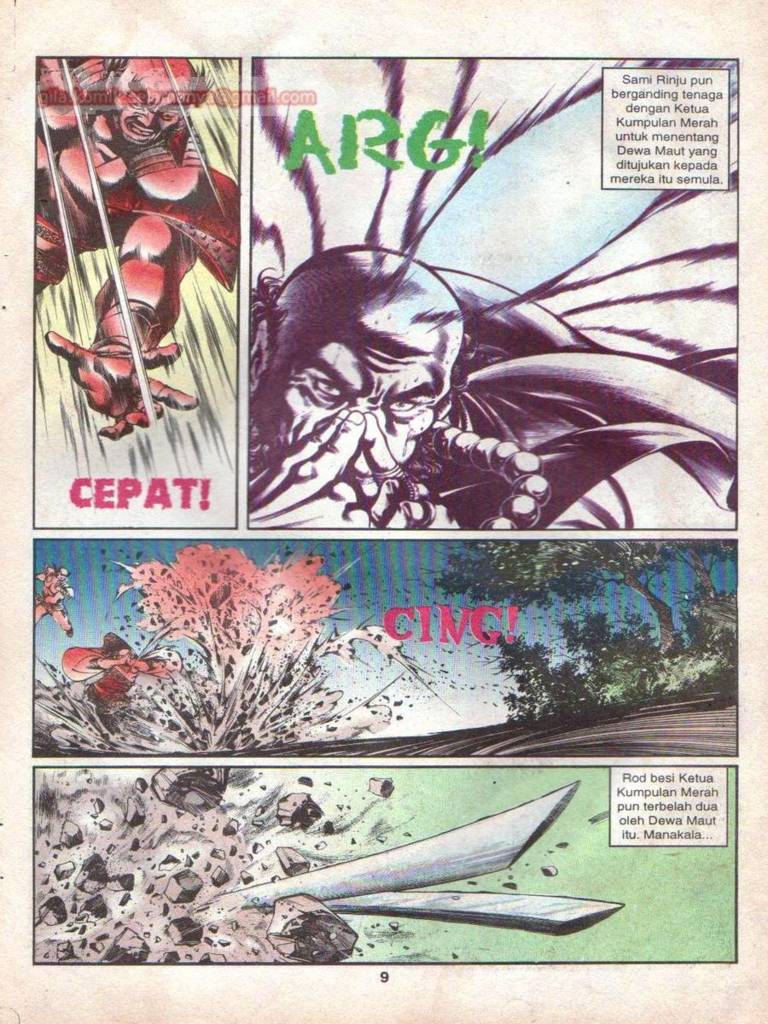 CEPAT!
ARG!
Sami Rinju pun
berganding tenaga
dengan Ketua
Kumpulan Merah
untuk menentang
Dewa Maut yang
ditujukan kepada
mereka itu semula.
CING!
Rod besi Ketua
Kumpulan Merah
pun terbelah dua
oleh Dewa Maut
itu. Manakala...
9